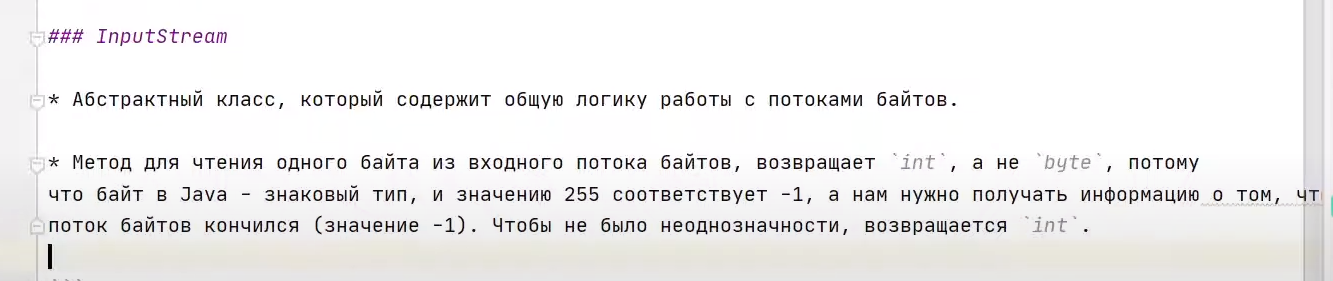 ### InputStream
* Абстрактный класс, который содержит общую логику работы с потоками байтов.
* Метод для чтения одного байта из входного потока байтов, возвращает `int`, а не `byte`, потому
что байт в Java - знаковый тип, и значению 255 соответствует -1, а нам нужно получать информацию о том,
поток байтов кончился (значение -1). Чтобы не было неоднозначности, возвращается `int`.